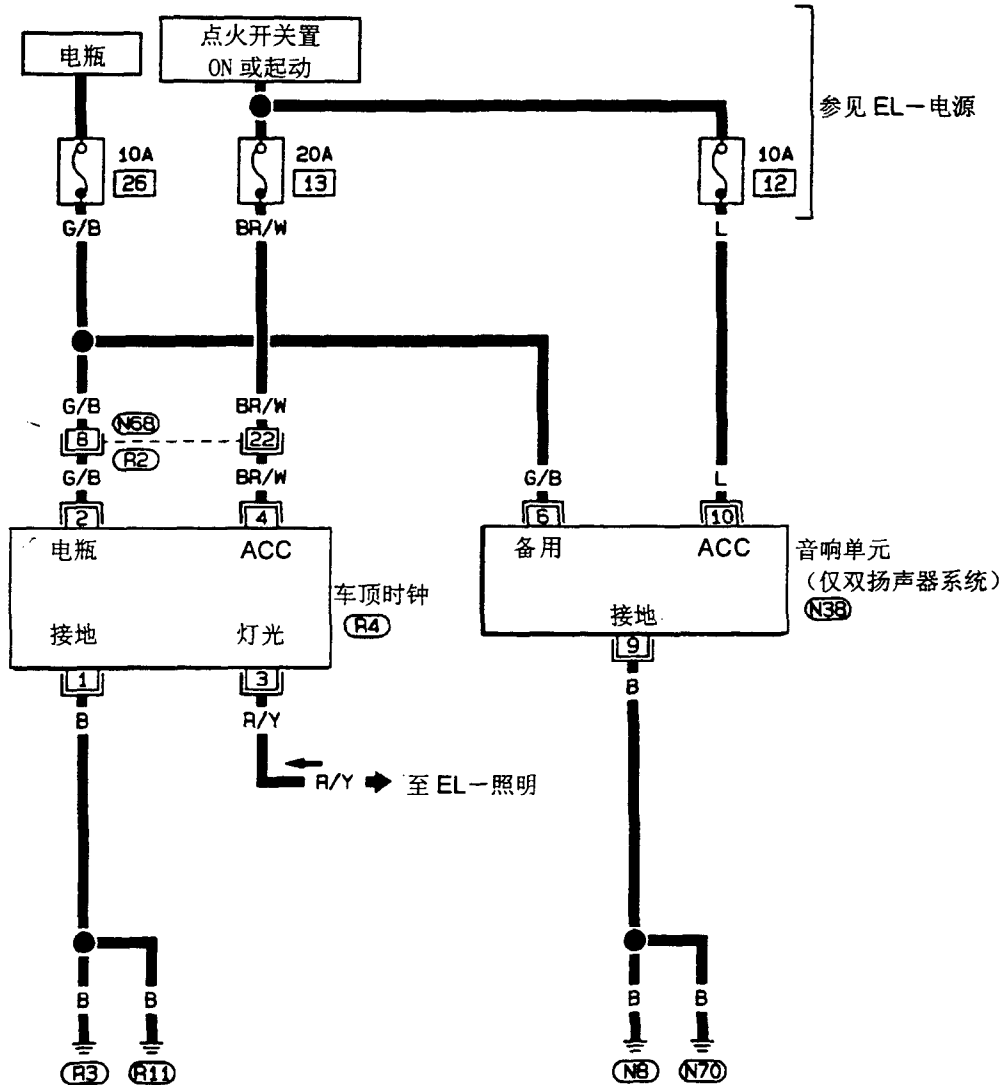 电瓶
点火开关置
ON或起动
参见EL－电源
10A
26
20A
13
10A
12
G/B
BR/W
L
G/B
BR/W
N68
8
22
R2
G/B
BR/W
G/B
L
2
4
6
10
电瓶
ACC
备用
ACC
音响单元
（仅双扬声器系统）
N38
车顶时钟
R4
接地
灯光
接地
1
3
9
B
R/Y
B
R/Y
至EL－照明
B
B
B
B
R3
R11
N8
N70